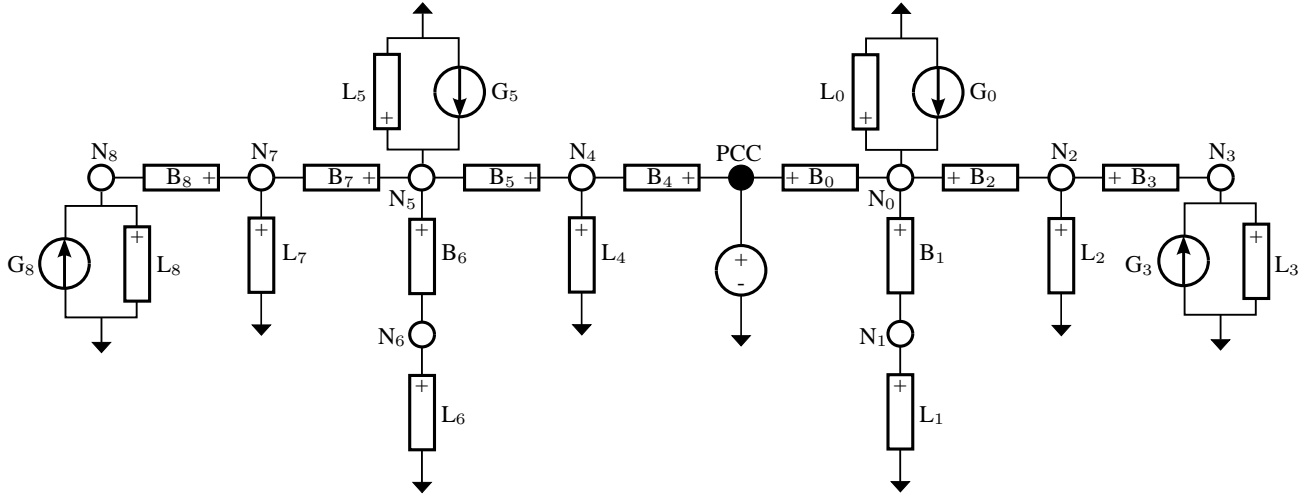 L5 + G5 L0 + G0
N8 N7 N4 PCC N2 N3
B8 + B7 + B5 + B4 + + B0 + B2 + B3
N5 N0
G8 + L8 + L7 + B6 + L4 + - + B1 + L2 G3 + L3
N6 N1
+ L6 + L1